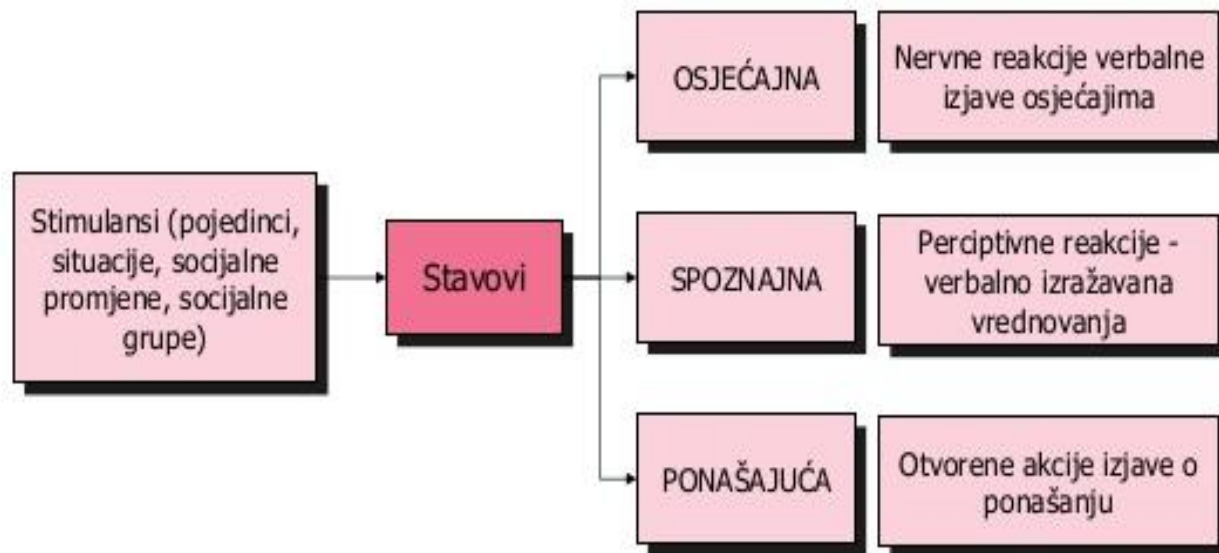 Stimulansi (pojedinci,
situacije, socijalne
promjene, socijalne
grupe)
Stavovi
OSJEĆAJNA
Nervne reakcije verbalne
izjave osjećajima
SPOZNAJNA
Perciptivne reakcije -
verbalno izražavana
vrednovanja
PONAŠAJUĆA
Otvorene akcije izjave o
ponašanju